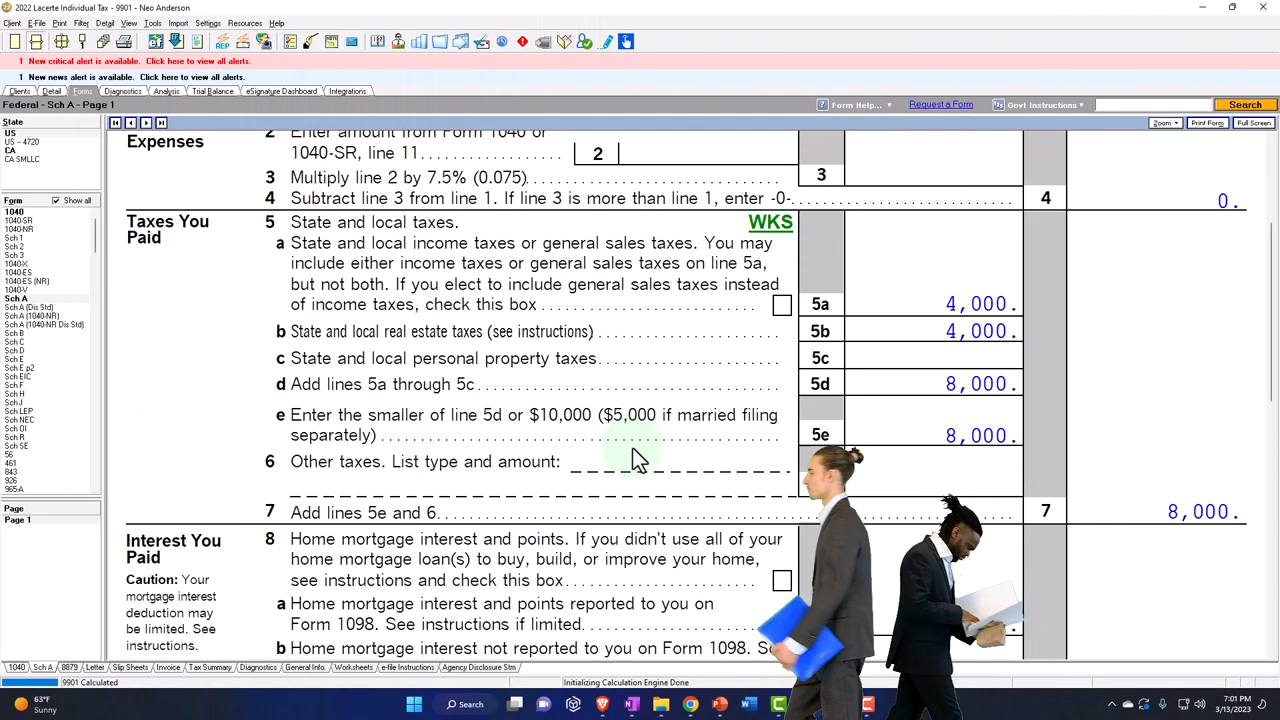 2022 Lacerte Individual Tax - 9901 - Neo Anderson
Client E-File Print Filter Detail View Tools Import Settings Resources Help
1 New critical alert is available. Click here to view all alerts.
1 New news alert is available. Click here to view all alerts.
Clients Detail Forms Diagnostics Analysis Trial Balance eSignature Dashboard Integrations
Federal - Sch A - Page 1 Form Help... Request a Form Govt Instructions Search
State Zoom Print Form Full Screen
US
US - 4720
CA
CA SMLLC
Form Show all
1040
1040-SR
1040-NR
Sch 1
Sch 2
Sch 3
1040-X
1040-ES
1040-ES (NR)
1040-V
Sch A
Sch A (Dis Std)
Sch A (1040-NR)
Sch A (1040-NR Dis Std)
Sch B
Sch C
Sch D
Sch E
Sch E p2
Sch EIC
Sch F
Sch H
Sch J
Sch LEP
Sch NEC
Sch OI
Sch R
Sch SE
56
461
843
926
965-A
Page
Page 1
Expenses 2 Enter amount from Form 1040 or
1040-SR, line 11 2
3 Multiply line 2 by 7.5% (0.075) 3
4 Subtract line 3 from line 1. If line 3 is more than line 1, enter -0- 4 0.
Taxes You Paid 5 State and local taxes. WKS
a State and local income taxes or general sales taxes. You may
include either income taxes or general sales taxes on line 5a,
but not both. If you elect to include general sales taxes instead
of income taxes, check this box 5a 4,000.
b State and local real estate taxes (see instructions) 5b 4,000.
c State and local personal property taxes 5c
d Add lines 5a through 5c 5d 8,000.
e Enter the smaller of line 5d or $10,000 ($5,000 if married filing
separately) 5e 8,000.
6 Other taxes. List type and amount:
7 Add lines 5e and 6 7 8,000.
Interest You Paid 8 Home mortgage interest and points. If you didn't use all of your
home mortgage loan(s) to buy, build, or improve your home,
see instructions and check this box
Caution: Your mortgage interest deduction may be limited. See instructions.
a Home mortgage interest and points reported to you on
Form 1098. See instructions if limited
b Home mortgage interest not reported to you on Form 1098.
1040 Sch A 8879 Letter Slip Sheets Invoice Tax Summary Diagnostics General Info. Worksheets e-file Instructions Agency Disclosure Stm
9901 Calculated Initializing Calculation Engine Done
63°F
Sunny
Search
7:01 PM
3/13/2023